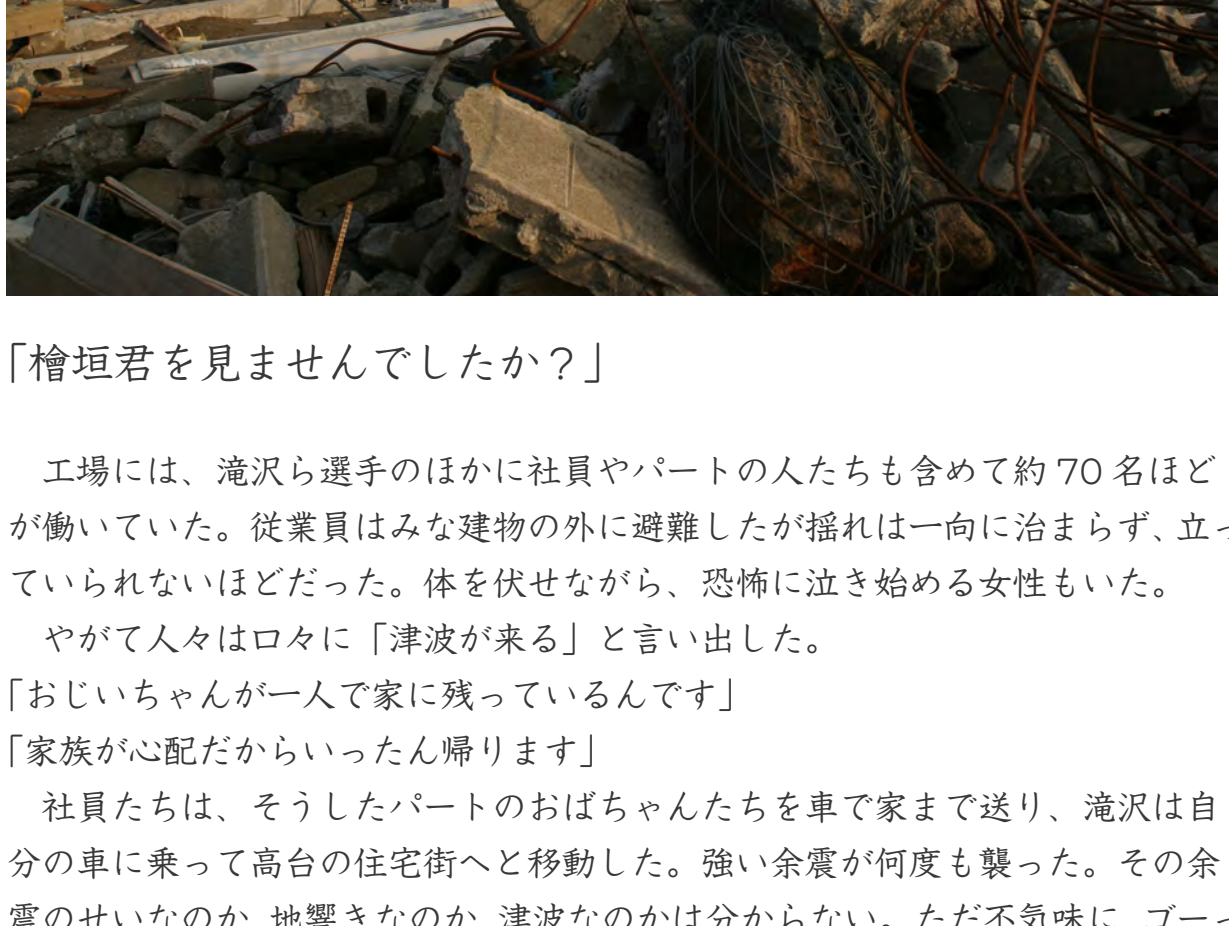 「檜垣君を見ませんでしたか？」
工場には、滝沢ら選手のほかに社員やパートの人たちも含めて約 70 名ほど
が働いていた。従業員はみな建物の外に避難したが揺れは一向に治まらず、立っ
ていられないほどだった。体を伏せながら、恐怖に泣き始める女性もいた。
やがて人々は口々に「津波が来る」と言い出した。
「おじいちゃんが一人で家に残っているんです」
「家族が心配だからいったん帰ります」
社員たちは、そうしたパートのおばちゃんたちを車で家まで送り、滝沢は自
分の車に乗って高台の住宅街へと移動した。強い余震が何度も襲った。その余
震のせいなのか、地響きなのか、津波なのかは分からない。ただ不気味に、ゴーっ